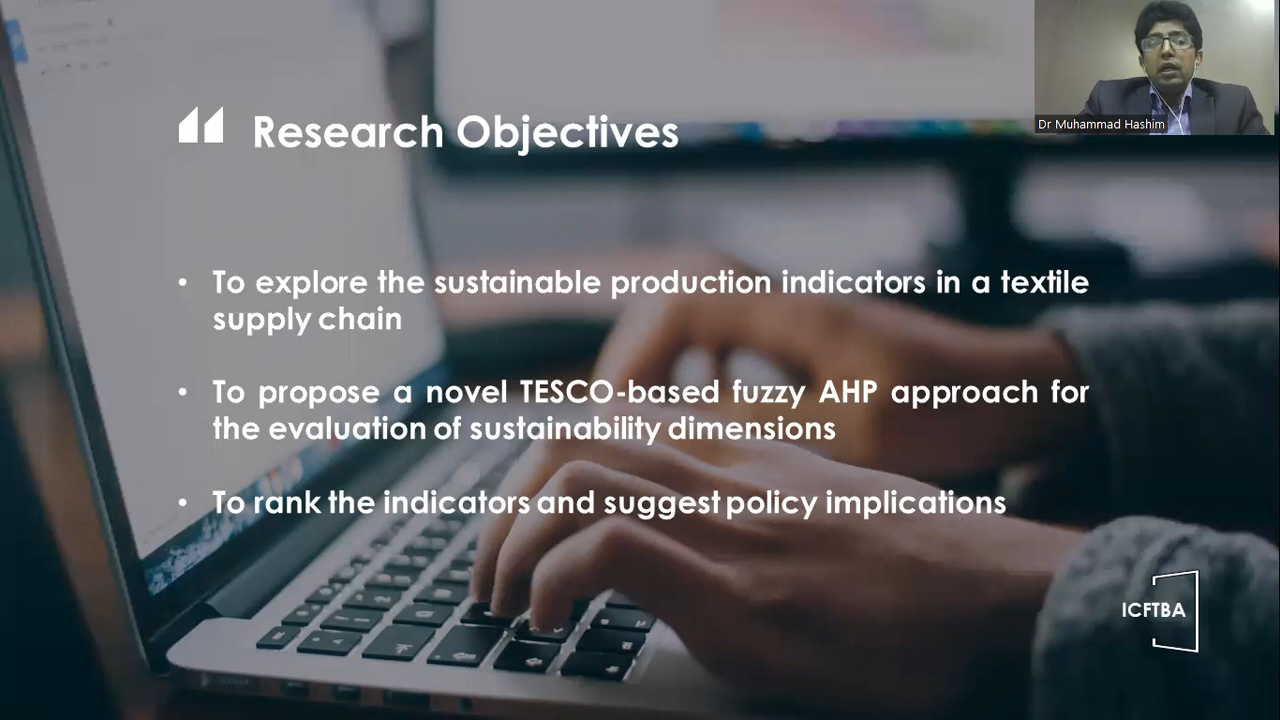 Dr Muhammad Hashim
Research Objectives
• To explore the sustainable production indicators in a textile
supply chain
• To propose a novel TESCO-based fuzzy AHP approach for
the evaluation of sustainability dimensions
• To rank the indicators and suggest policy implications
ICFTBA